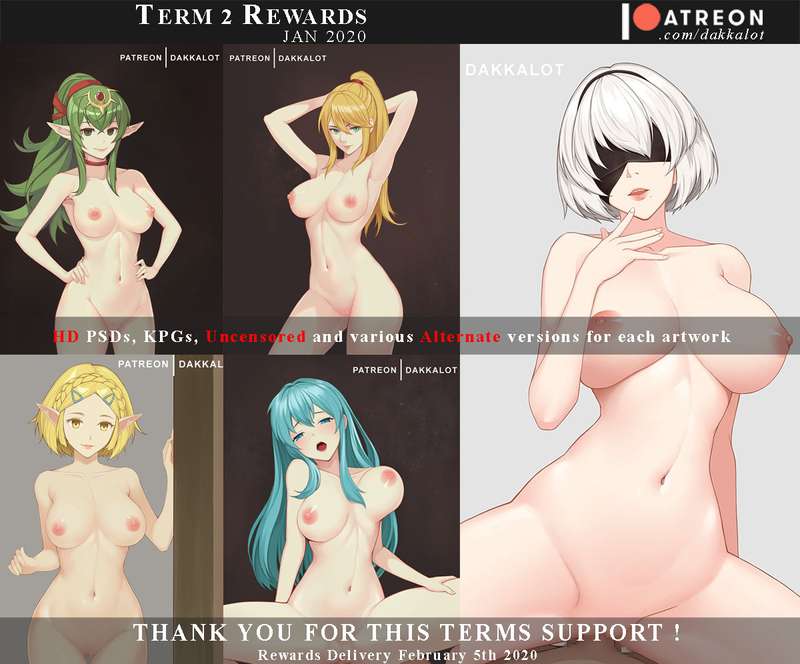 TERM 2 REWARDS
JAN 2020
PATREON
.com/dakkalot
PATREON | DAKKALOT
PATREON | DAKKALOT
DAKKALOT
HD PSDs, KPGs, Uncensored and various Alternate versions for each artwork
PATREON | DAKKAL
PATREON | DAKKALOT
THANK YOU FOR THIS TERMS SUPPORT !
Rewards Delivery February 5th 2020